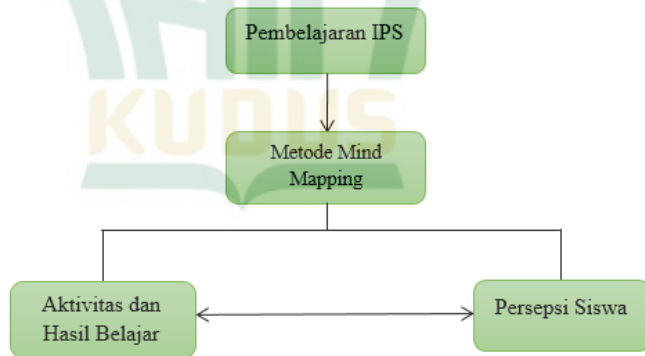 Pembelajaran IPS
KUDUS
Metode Mind
Mapping
Aktivitas dan
Hasil Belajar
Persepsi Siswa